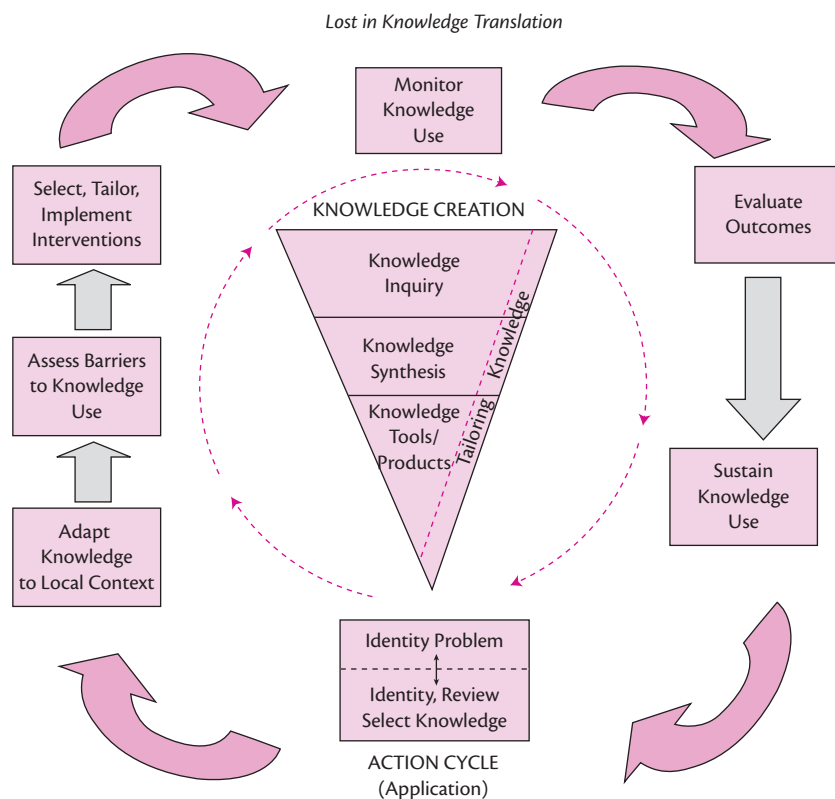 Lost in Knowledge Translation
Monitor
Knowledge
Use
Select, Tailor,
Implement
Interventions
Evaluate
Outcomes
KNOWLEDGE CREATION
Knowledge
Inquiry
Knowledge
Synthesis
Knowledge
Tools/
Products
Tailoring Knowledge
Assess Barriers
to Knowledge
Use
Sustain
Knowledge
Use
Adapt
Knowledge
to Local Context
Identity Problem
Identity, Review
Select Knowledge
ACTION CYCLE
(Application)